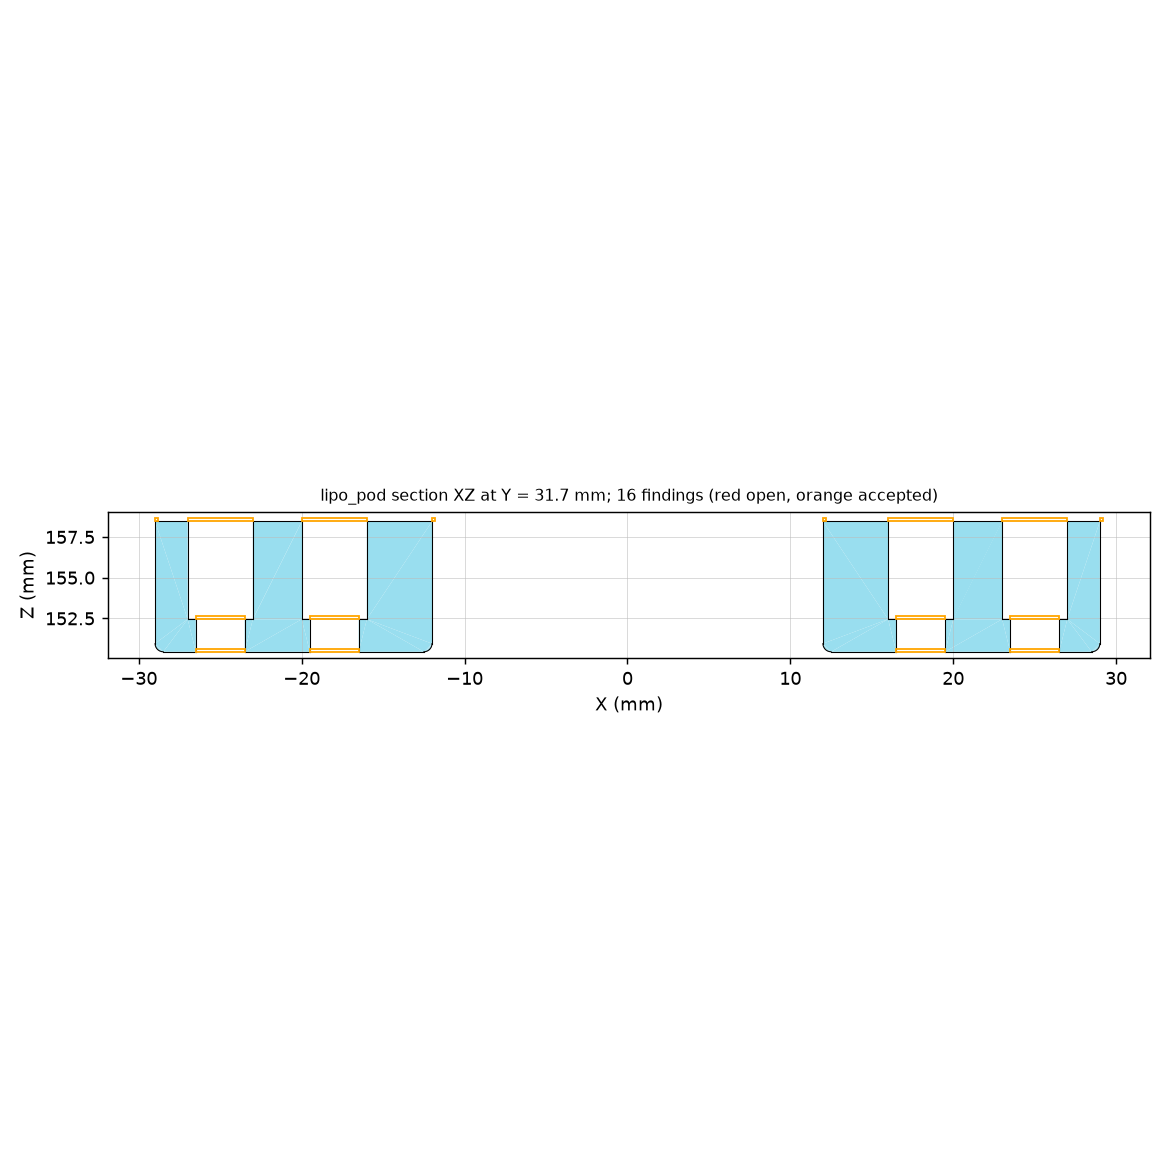 lipo_pod section XZ at Y = 31.7 mm; 16 findings (red open, orange accepted)
157.5
155.0
152.5
Z (mm)
−30 −20 −10 0 10 20 30
X (mm)